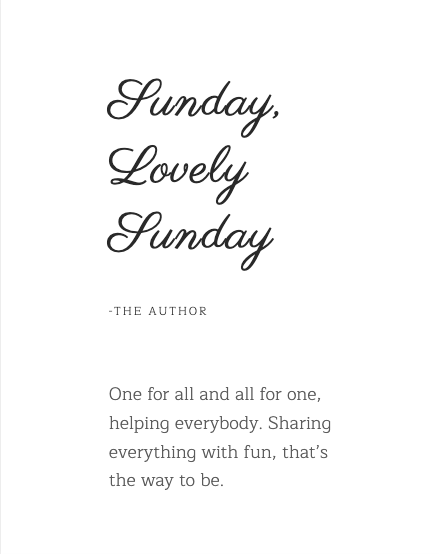 Sunday,
Lovely
Sunday
-THE AUTHOR
One for all and all for one,
helping everybody. Sharing
everything with fun, that’s
the way to be.